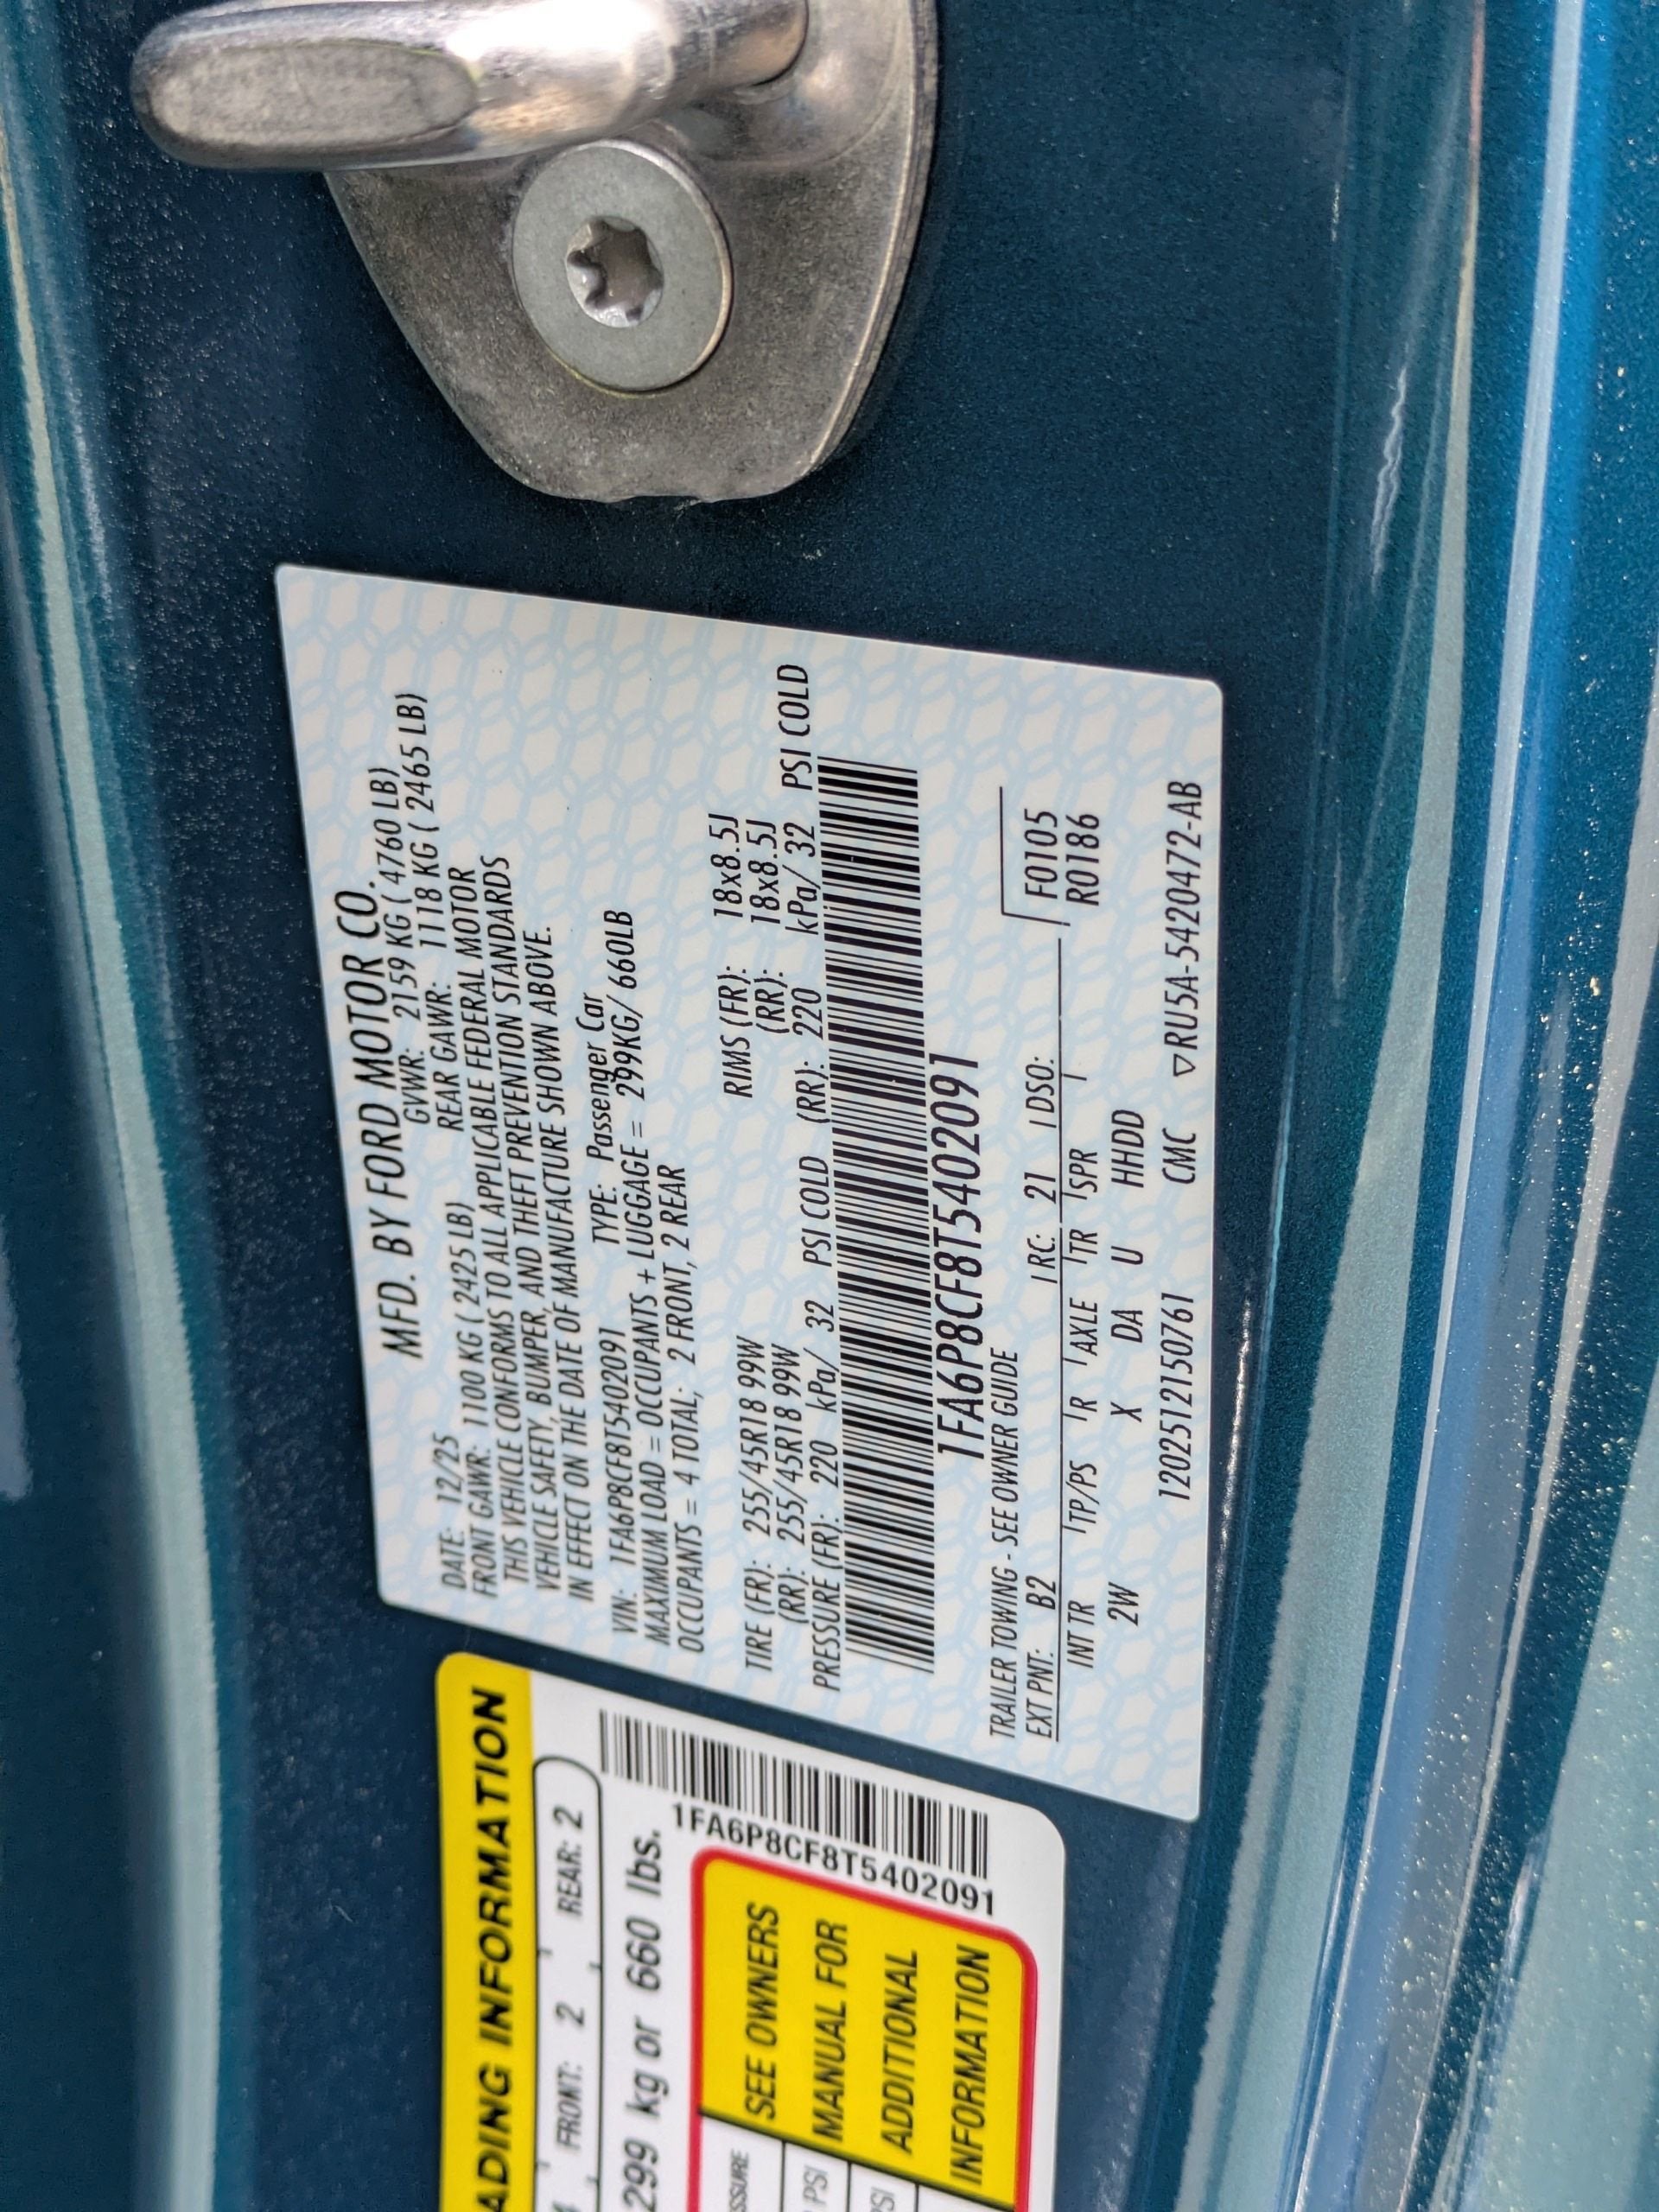 MFD. BY FORD MOTOR CO.
DATE: 12/25 GVWR: 2159 KG ( 4760 LB)
FRONT GAWR: 1100 KG ( 2425 LB) REAR GAWR: 1118 KG ( 2465 LB)
THIS VEHICLE CONFORMS TO ALL APPLICABLE FEDERAL MOTOR
VEHICLE SAFETY, BUMPER, AND THEFT PREVENTION STANDARDS
IN EFFECT ON THE DATE OF MANUFACTURE SHOWN ABOVE.
VIN: 1FA6P8CF8T5402091 TYPE: Passenger Car
MAXIMUM LOAD = OCCUPANTS + LUGGAGE = 299KG/ 660LB
OCCUPANTS = 4 TOTAL; 2 FRONT, 2 REAR
TIRE (FR): 255/45R18 99W RIMS (FR): 18x8.5J
(RR): 255/45R18 99W (RR): 18x8.5J
PRESSURE (FR): 220 kPa/ 32 PSI COLD (RR): 220 kPa/ 32 PSI COLD
1FA6P8CF8T5402091
TRAILER TOWING - SEE OWNER GUIDE
EXT PNT: B2 RC: 21 DSO: F0105
INT TR TP/PS R AXLE TR SPR R0186
2W X DA U HHDD
1202512150761 CMC ▽RU5A-5420472-AB
ADING INFORMATION
FRONT: 2 REAR: 2
299 kg or 660 lbs.
1FA6P8CF8T5402091
SEE OWNERS
MANUAL FOR
ADDITIONAL
INFORMATION
PSI